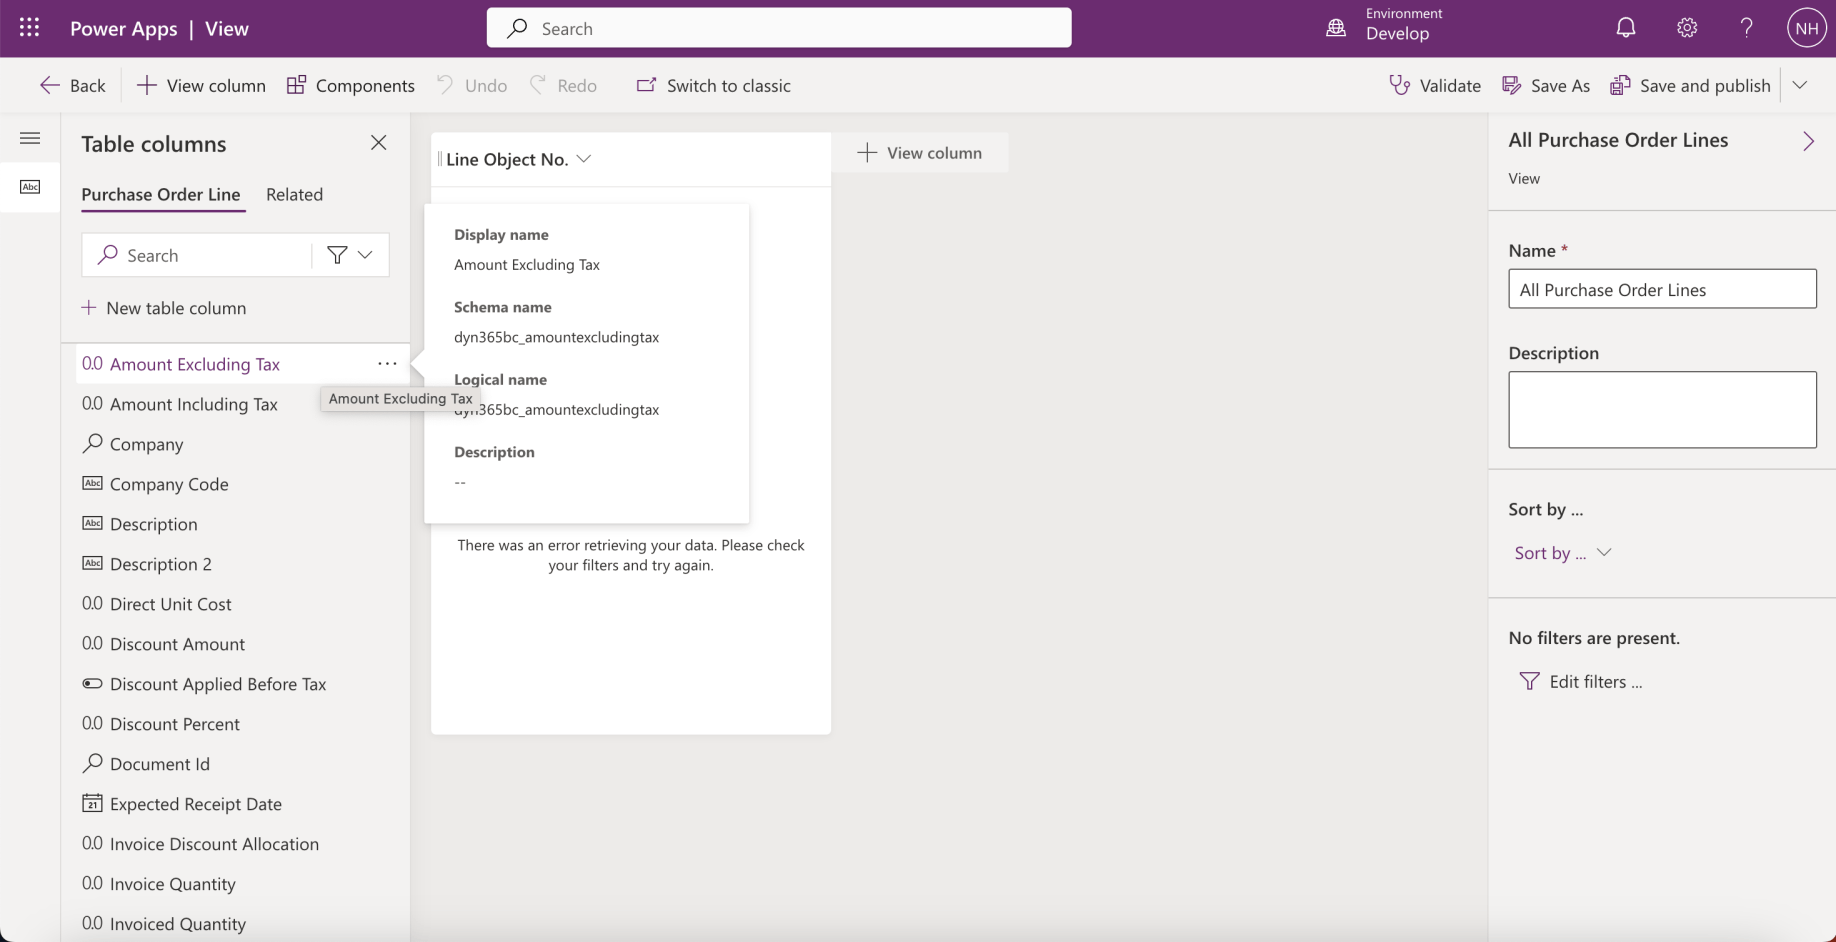 Power Apps | View
Search
Environment
Develop
NH
Back
View column
Components
Undo
Redo
Switch to classic
Validate
Save As
Save and publish
Table columns
Purchase Order Line
Related
Search
New table column
0.0 Amount Excluding Tax
0.0 Amount Including Tax
Company
Abc Company Code
Abc Description
Abc Description 2
0.0 Direct Unit Cost
0.0 Discount Amount
Discount Applied Before Tax
0.0 Discount Percent
Document Id
21 Expected Receipt Date
0.0 Invoice Discount Allocation
0.0 Invoice Quantity
0.0 Invoiced Quantity
Abc
Amount Excluding Tax
Line Object No.
View column
Display name
Amount Excluding Tax
Schema name
dyn365bc_amountexcludingtax
Logical name
dyn365bc_amountexcludingtax
Description
--
There was an error retrieving your data. Please check
your filters and try again.
All Purchase Order Lines
View
Name *
All Purchase Order Lines
Description
Sort by ...
Sort by ...
No filters are present.
Edit filters ...